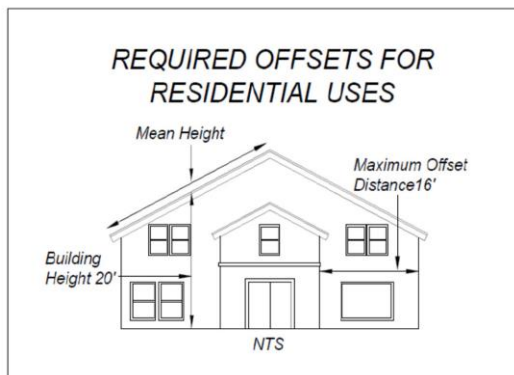 REQUIRED OFFSETS FOR
RESIDENTIAL USES
Mean Height
Maximum Offset
Distance16'
Building
Height 20'
NTS